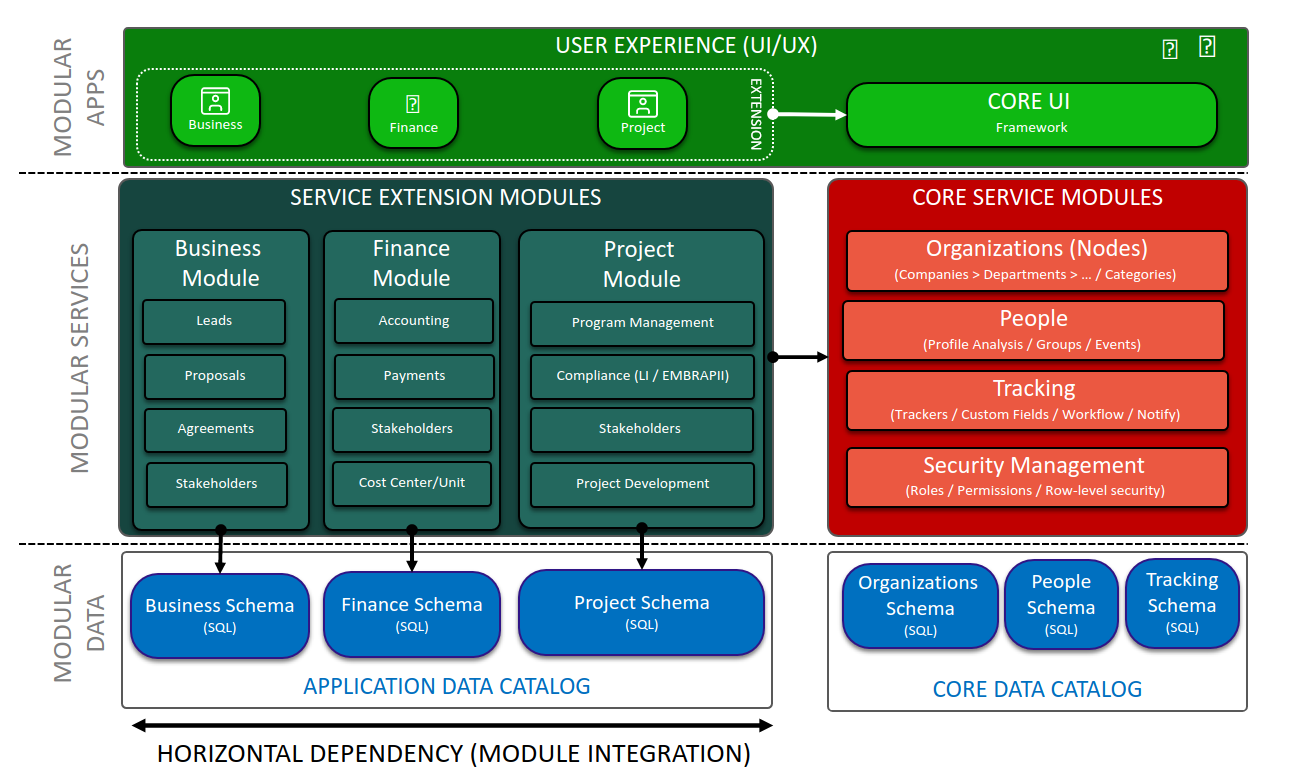 MODULAR
APPS
USER EXPERIENCE (UI/UX)
Business
Finance
Project
EXTENSION
CORE UI
Framework
MODULAR SERVICES
SERVICE EXTENSION MODULES
Business
Module
Leads
Proposals
Agreements
Stakeholders
Finance
Module
Accounting
Payments
Stakeholders
Cost Center/Unit
Project
Module
Program Management
Compliance (LI / EMBRAPII)
Stakeholders
Project Development
CORE SERVICE MODULES
Organizations (Nodes)
(Companies > Departments > ... / Categories)
People
(Profile Analysis / Groups / Events)
Tracking
(Trackers / Custom Fields / Workflow / Notify)
Security Management
(Roles / Permissions / Row-level security)
MODULAR
DATA
Business Schema
(SQL)
Finance Schema
(SQL)
Project Schema
(SQL)
APPLICATION DATA CATALOG
Organizations
Schema
(SQL)
People
Schema
(SQL)
Tracking
Schema
(SQL)
CORE DATA CATALOG
HORIZONTAL DEPENDENCY (MODULE INTEGRATION)